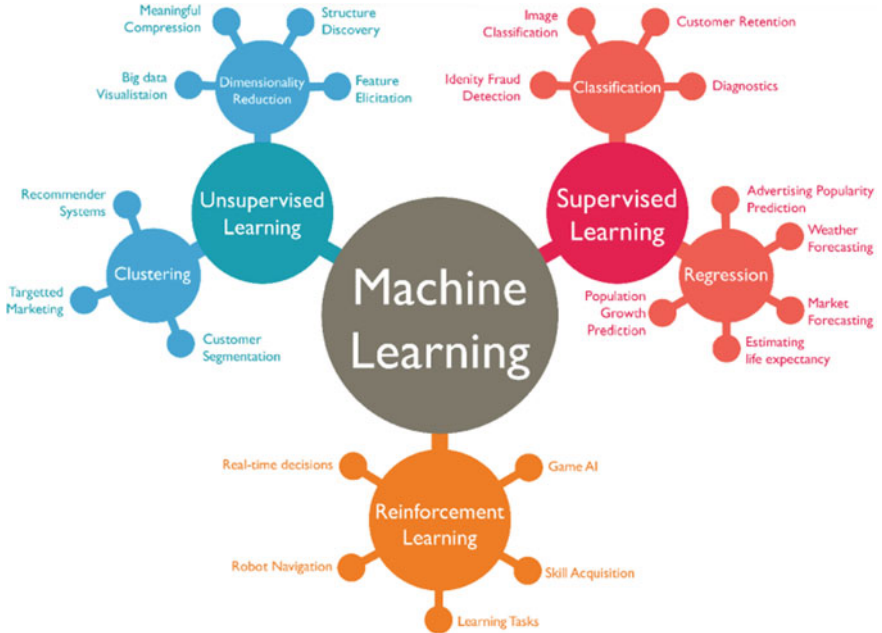 Meaningful
Compression
Structure
Discovery
Big data
Visualistaion
Dimensionality
Reduction
Feature
Elicitation
Image
Classification
Customer Retention
Idenity Fraud
Detection
Classification
Diagnostics
Recommender
Systems
Unsupervised
Learning
Clustering
Targetted
Marketing
Customer
Segmentation
Supervised
Learning
Advertising Popularity
Prediction
Weather
Forecasting
Regression
Population
Growth
Prediction
Market
Forecasting
Estimating
life expectancy
Machine
Learning
Real-time decisions
Game AI
Reinforcement
Learning
Robot Navigation
Skill Acquisition
Learning Tasks